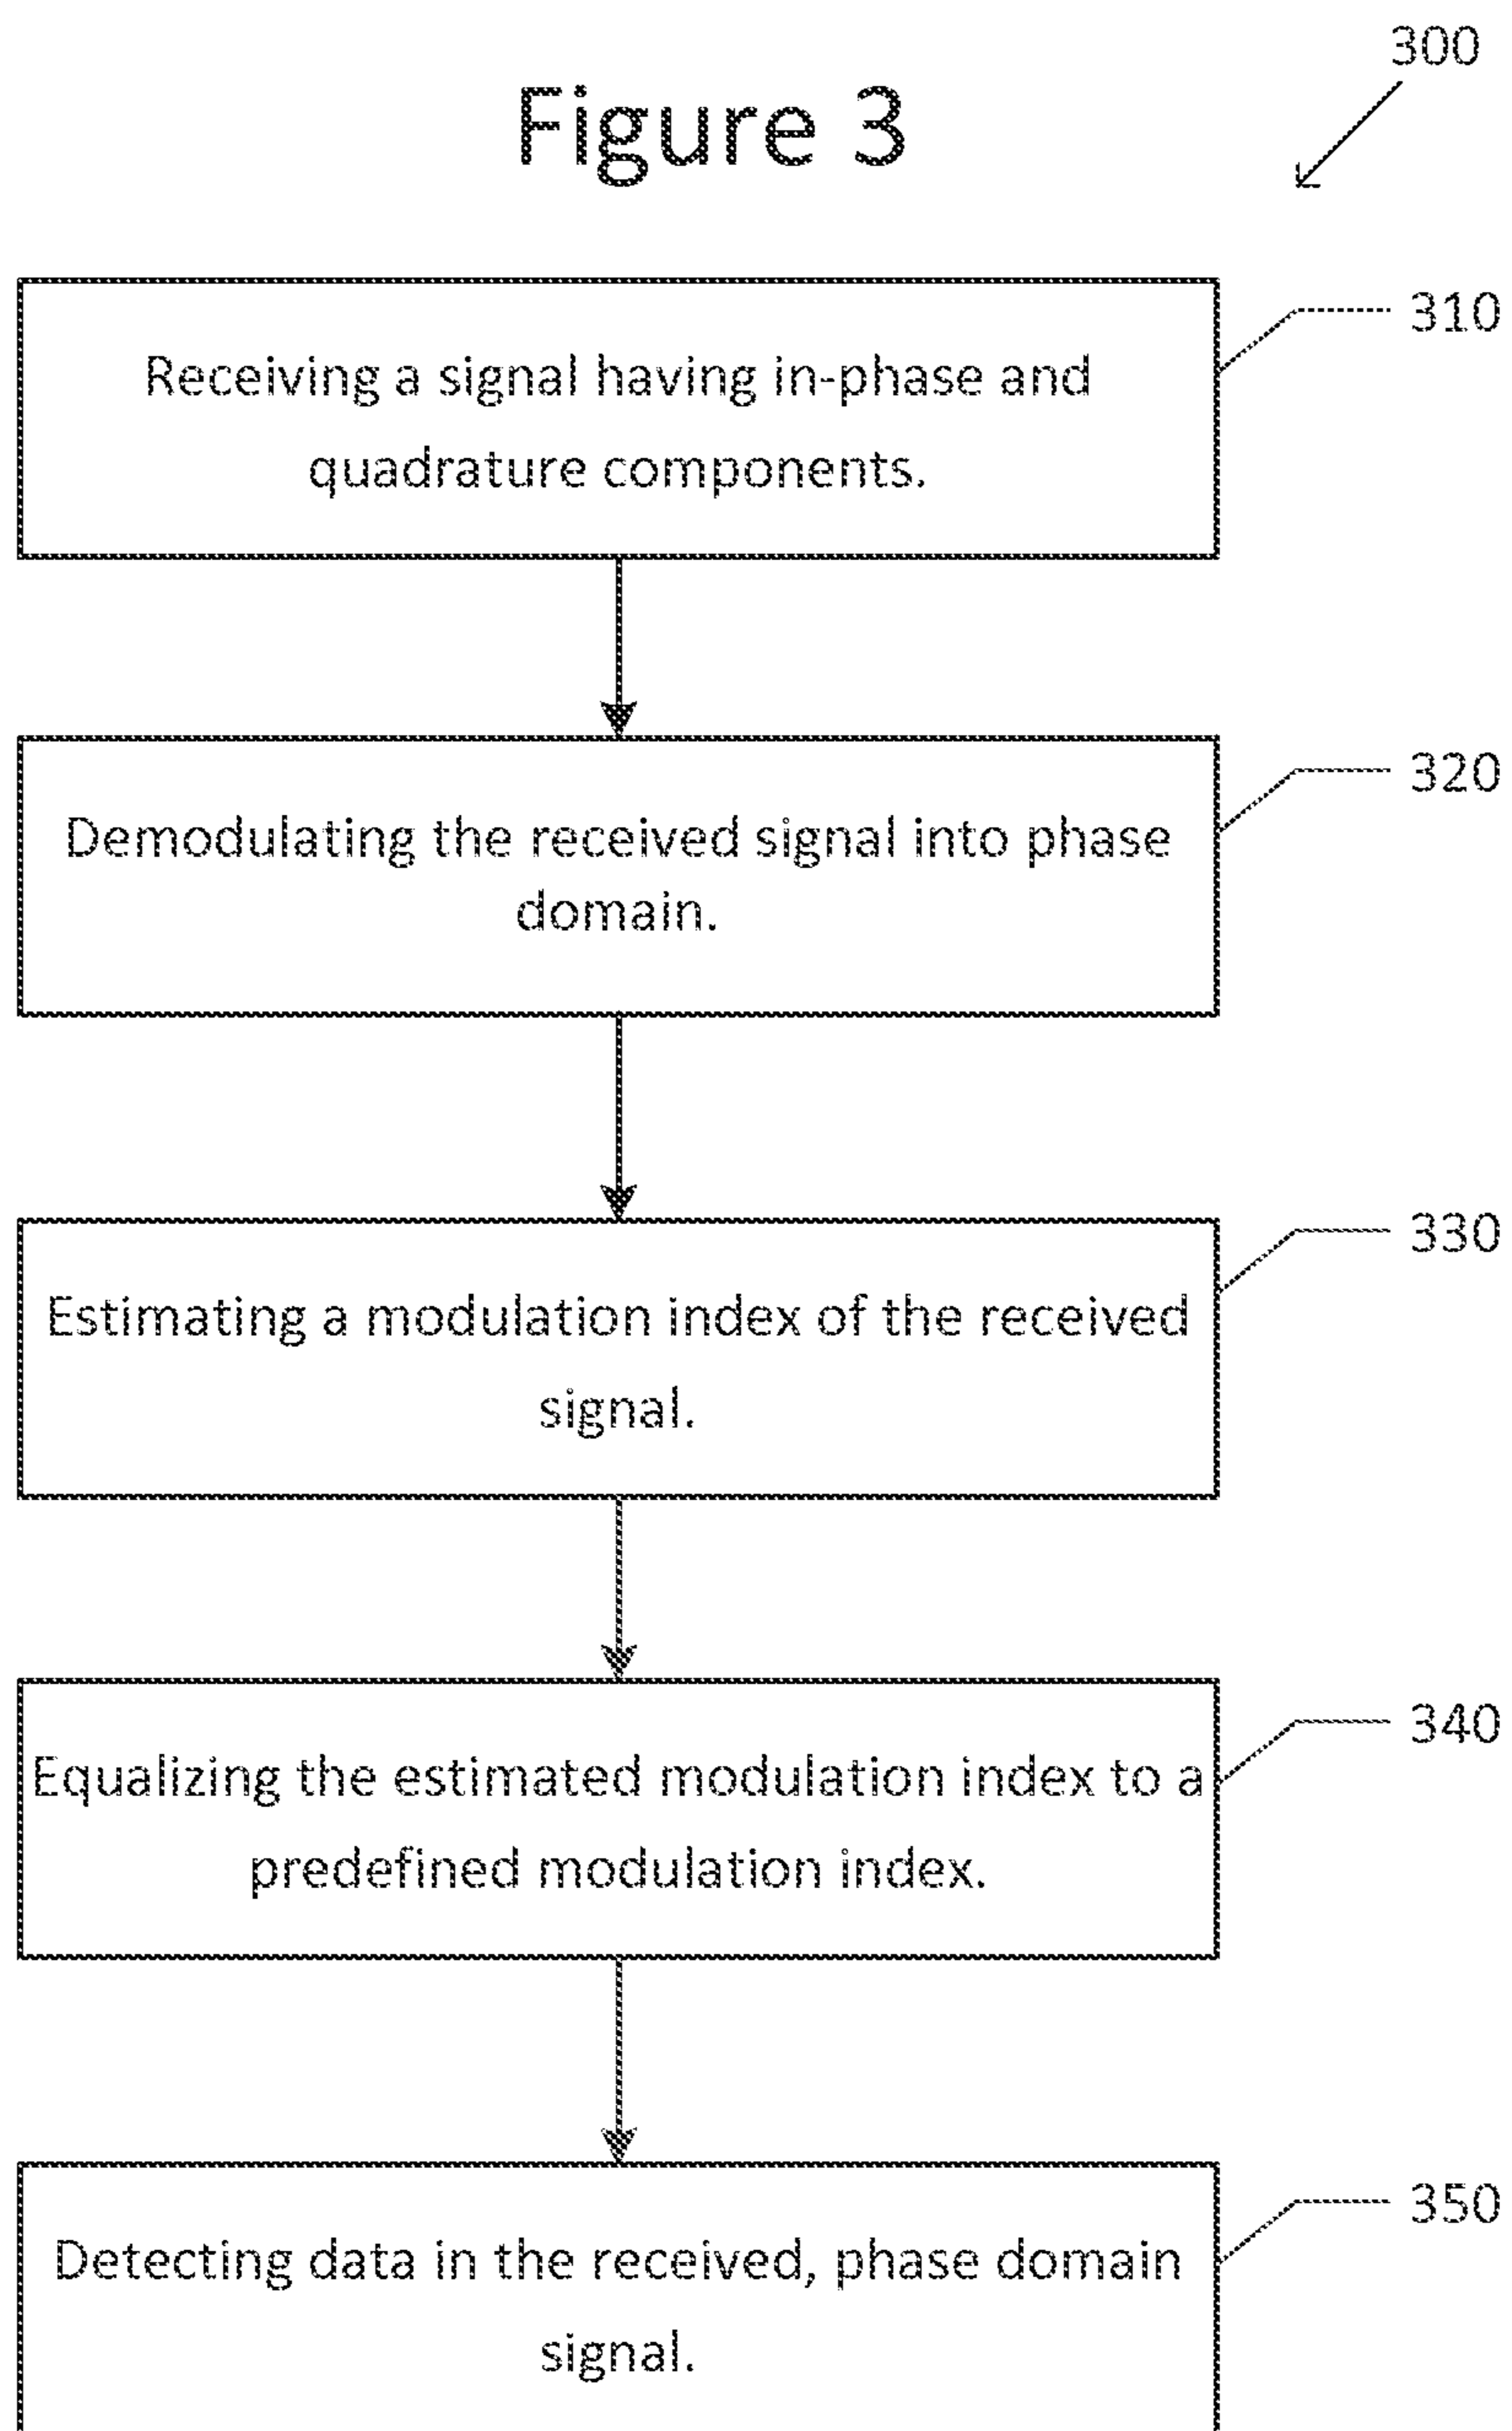 300
Figure 3
310
Receiving a signal having in-phase and
quadrature components.
320
Demodulating the received signal into phase
domain.
330
Estimating a modulation index of the received
signal.
340
Equalizing the estimated modulation index to a
predefined modulation index.
350
Detecting data in the received, phase domain
signal.